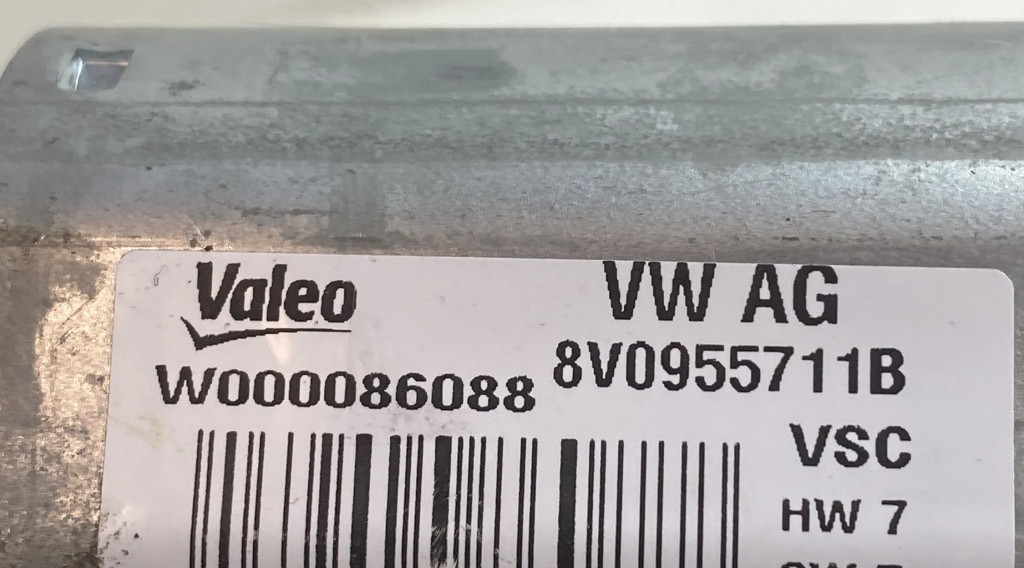 Valeo
VW AG
W000086088
8V0955711B
VSC
HW 7